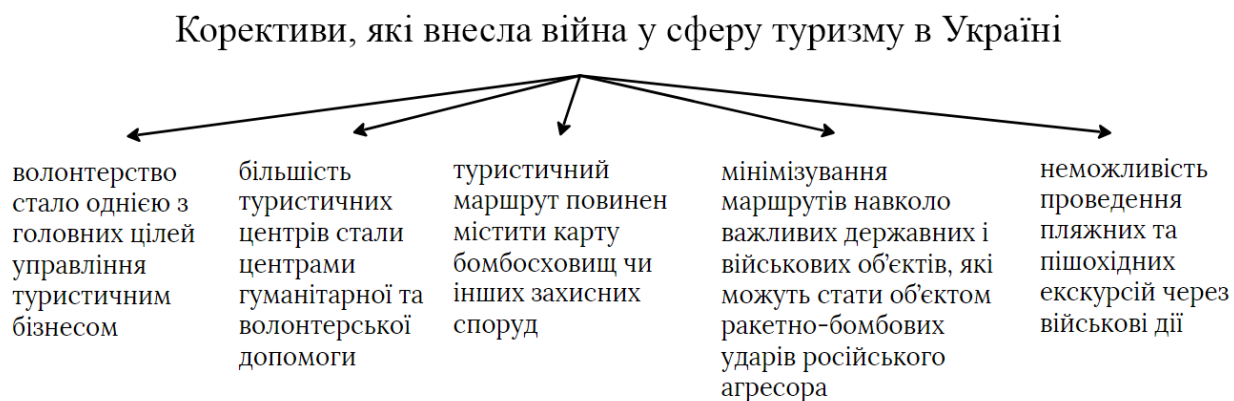 Корективи, які внесла війна у сферу туризму в Україні
волонтерство
стало однією з
головних цілей
управління
туристичним
бізнесом
більшість
туристичних
центрів стали
центрами
гуманітарної та
волонтерської
допомоги
туристичний
маршрут повинен
містити карту
бомбосховищ чи
інших захисних
споруд
мінімізування
маршрутів навколо
важливих державних і
військових об’єктів, які
можуть стати об’єктом
ракетно-бомбових
ударів російського
агресора
неможливість
проведення
пляжних та
пішохідних
екскурсій через
військові дії